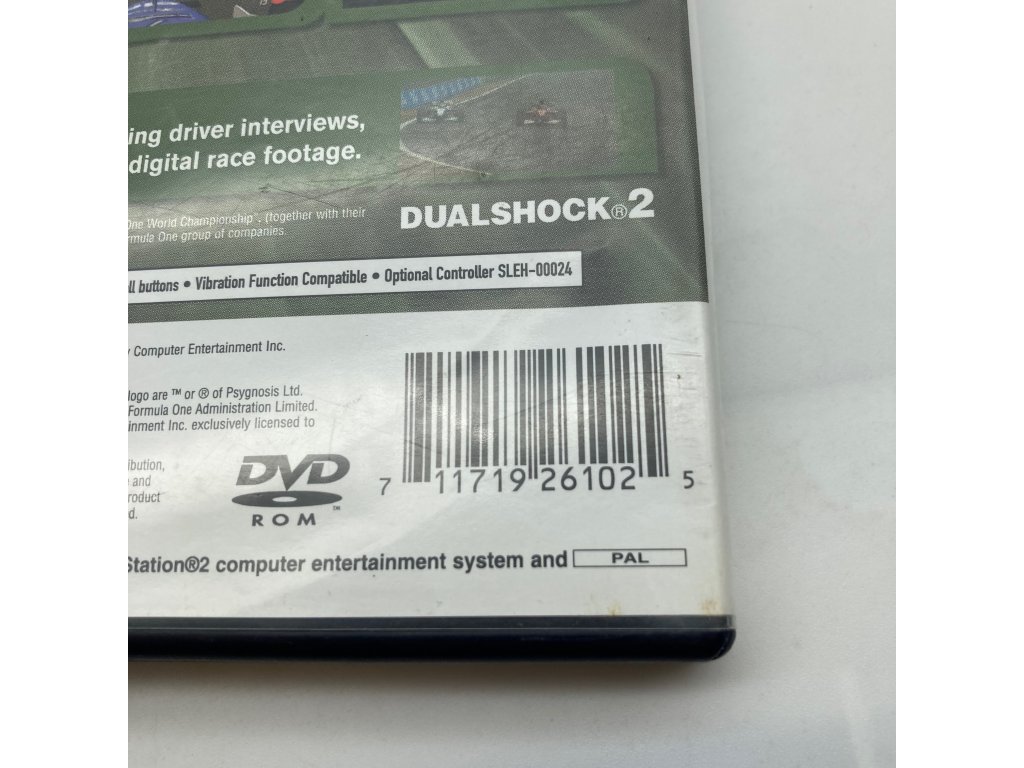 ing driver interviews,
digital race footage.
One World Championship", (together with their
rmula One group of companies.
DUALSHOCK®2
ll buttons • Vibration Function Compatible • Optional Controller SLEH-00024
Computer Entertainment Inc.
logo are ™ or ® of Psygnosis Ltd.
Formula One Administration Limited.
inment Inc. exclusively licensed to
ibution,
and
roduct
d.
DVD
ROM
™
7 11719 26102 5
Station®2 computer entertainment system and PAL